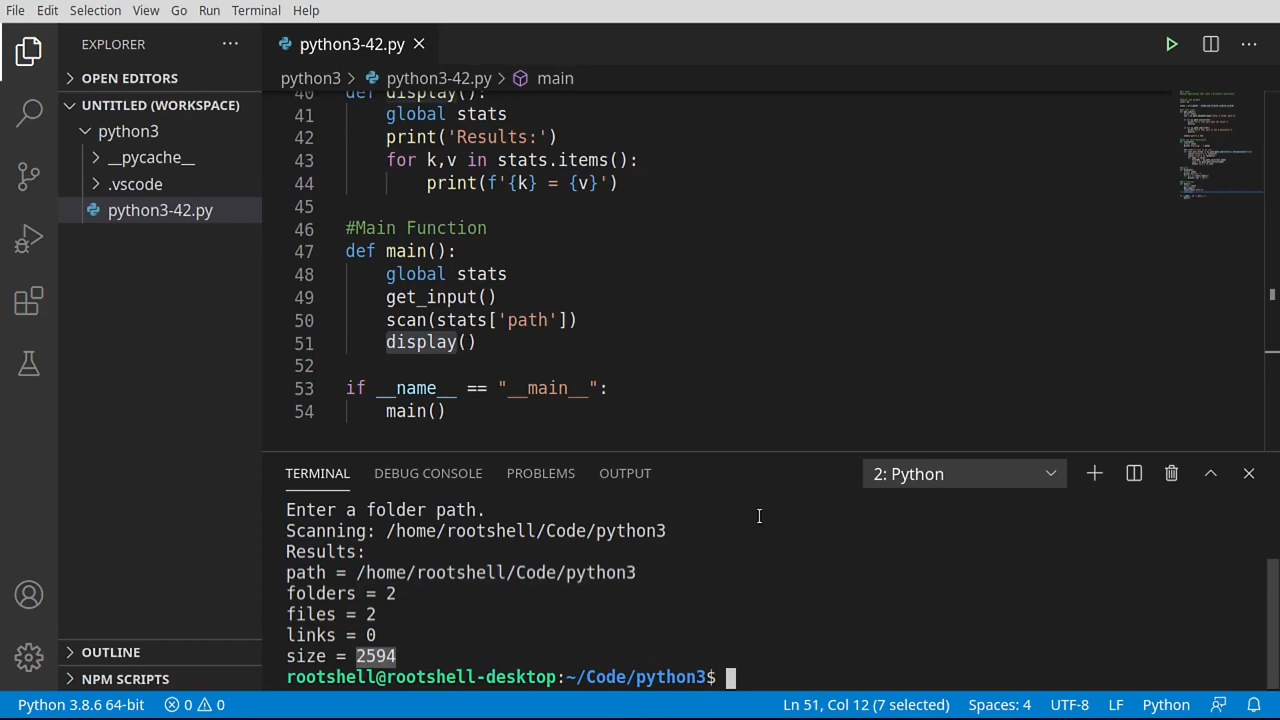 File Edit Selection View Go Run Terminal Help
EXPLORER ···
python3-42.py
OPEN EDITORS
UNTITLED (WORKSPACE)
python3
__pycache__
.vscode
python3-42.py
python3 > python3-42.py > main
40 def display():
41 global stats
42 print('Results:')
43 for k,v in stats.items():
44 print(f'{k} = {v}')
45
46 #Main Function
47 def main():
48 global stats
49 get_input()
50 scan(stats['path'])
51 display()
52
53 if __name__ == "__main__":
54 main()
TERMINAL DEBUG CONSOLE PROBLEMS OUTPUT 2: Python
Enter a folder path.
Scanning: /home/rootshell/Code/python3
Results:
path = /home/rootshell/Code/python3
folders = 2
files = 2
links = 0
size = 2594
rootshell@rootshell-desktop:~/Code/python3$
OUTLINE
NPM SCRIPTS
Python 3.8.6 64-bit 0 0 Ln 51, Col 12 (7 selected) Spaces: 4 UTF-8 LF Python